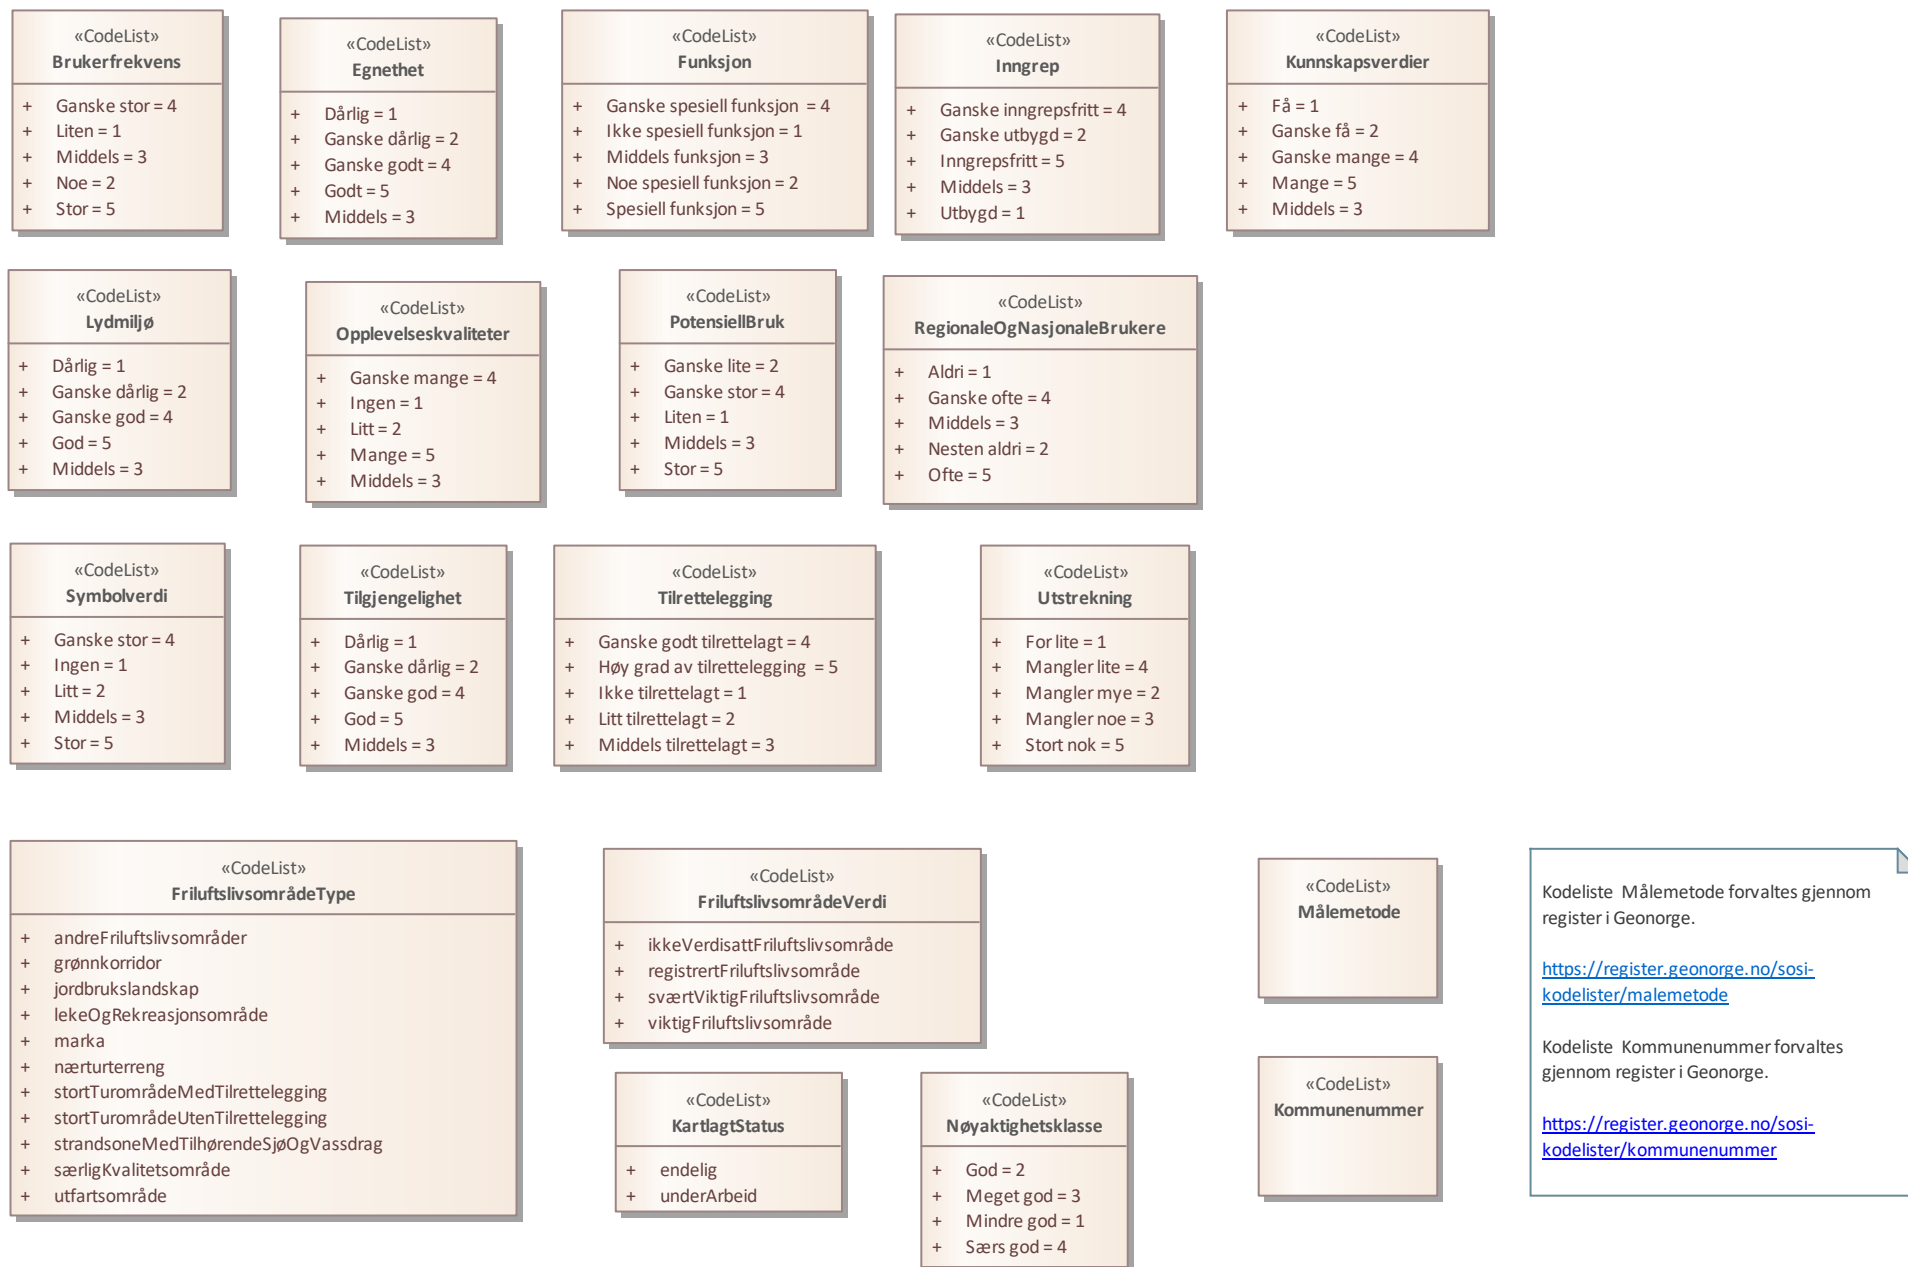 «CodeList»
Brukerfrekvens
+ Ganske stor = 4
+ Liten = 1
+ Middels = 3
+ Noe = 2
+ Stor = 5
«CodeList»
Egnethet
+ Dårlig = 1
+ Ganske dårlig = 2
+ Ganske godt = 4
+ Godt = 5
+ Middels = 3
«CodeList»
Funksjon
+ Ganske spesiell funksjon = 4
+ Ikke spesiell funksjon = 1
+ Middels funksjon = 3
+ Noe spesiell funksjon = 2
+ Spesiell funksjon = 5
«CodeList»
Inngrep
+ Ganske inngrepsfritt = 4
+ Ganske utbygd = 2
+ Inngrepsfritt = 5
+ Middels = 3
+ Utbygd = 1
«CodeList»
Kunnskapsverdier
+ Få = 1
+ Ganske få = 2
+ Ganske mange = 4
+ Mange = 5
+ Middels = 3
«CodeList»
Lydmiljø
+ Dårlig = 1
+ Ganske dårlig = 2
+ Ganske god = 4
+ God = 5
+ Middels = 3
«CodeList»
Opplevelseskvaliteter
+ Ganske mange = 4
+ Ingen = 1
+ Litt = 2
+ Mange = 5
+ Middels = 3
«CodeList»
PotensiellBruk
+ Ganske lite = 2
+ Ganske stor = 4
+ Liten = 1
+ Middels = 3
+ Stor = 5
«CodeList»
RegionaleOgNasjonaleBrukere
+ Aldri = 1
+ Ganske ofte = 4
+ Middels = 3
+ Nesten aldri = 2
+ Ofte = 5
«CodeList»
Symbolverdi
+ Ganske stor = 4
+ Ingen = 1
+ Litt = 2
+ Middels = 3
+ Stor = 5
«CodeList»
Tilgjengelighet
+ Dårlig = 1
+ Ganske dårlig = 2
+ Ganske god = 4
+ God = 5
+ Middels = 3
«CodeList»
Tilrettelegging
+ Ganske godt tilrettelagt = 4
+ Høy grad av tilrettelegging = 5
+ Ikke tilrettelagt = 1
+ Litt tilrettelagt = 2
+ Middels tilrettelagt = 3
«CodeList»
Utstrekning
+ For lite = 1
+ Mangler lite = 4
+ Mangler mye = 2
+ Mangler noe = 3
+ Stort nok = 5
«CodeList»
FriluftslivsområdeType
+ andreFriluftslivsområder
+ grønnkorridor
+ jordbrukslandskap
+ lekeOgRekreasjonsområde
+ marka
+ nærturterreng
+ stortTurområdeMedTilrettelegging
+ stortTurområdeUtenTilrettelegging
+ strandsoneMedTilhørendeSjøOgVassdrag
+ særligKvalitetsområde
+ utfartsområde
«CodeList»
FriluftslivsområdeVerdi
+ ikkeVerdisattFriluftslivsområde
+ registrertFriluftslivsområde
+ sværtViktigFriluftslivsområde
+ viktigFriluftslivsområde
«CodeList»
KartlagtStatus
+ endelig
+ underArbeid
«CodeList»
Nøyaktighetsklasse
+ God = 2
+ Meget god = 3
+ Mindre god = 1
+ Særs god = 4
«CodeList»
Målemetode
«CodeList»
Kommunenummer
Kodeliste Målemetode forvaltes gjennom
register i Geonorge.
https://register.geonorge.no/sosi-
kodelister/malemetode
Kodeliste Kommunenummer forvaltes
gjennom register i Geonorge.
https://register.geonorge.no/sosi-
kodelister/kommunenummer